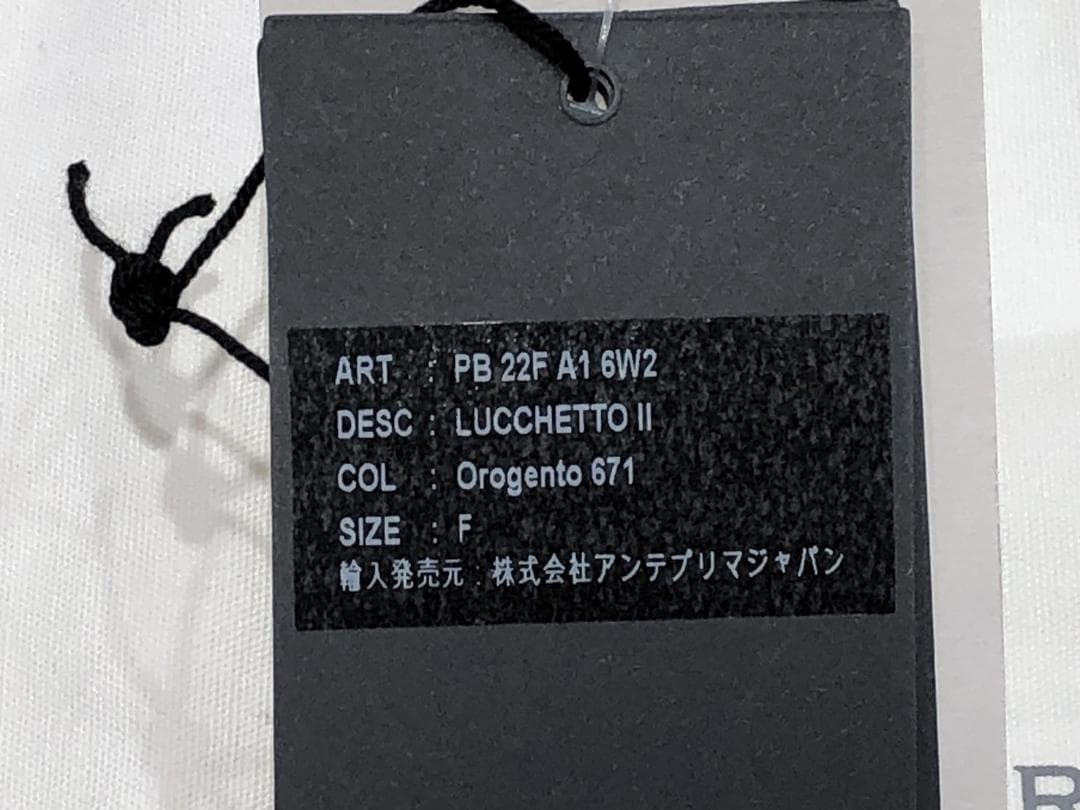 ART : PB 22F A1 6W2
DESC : LUCCHETTO II
COL : Orogento 671
SIZE : F
輸入発売元 : 株式会社アンテプリマジャパン